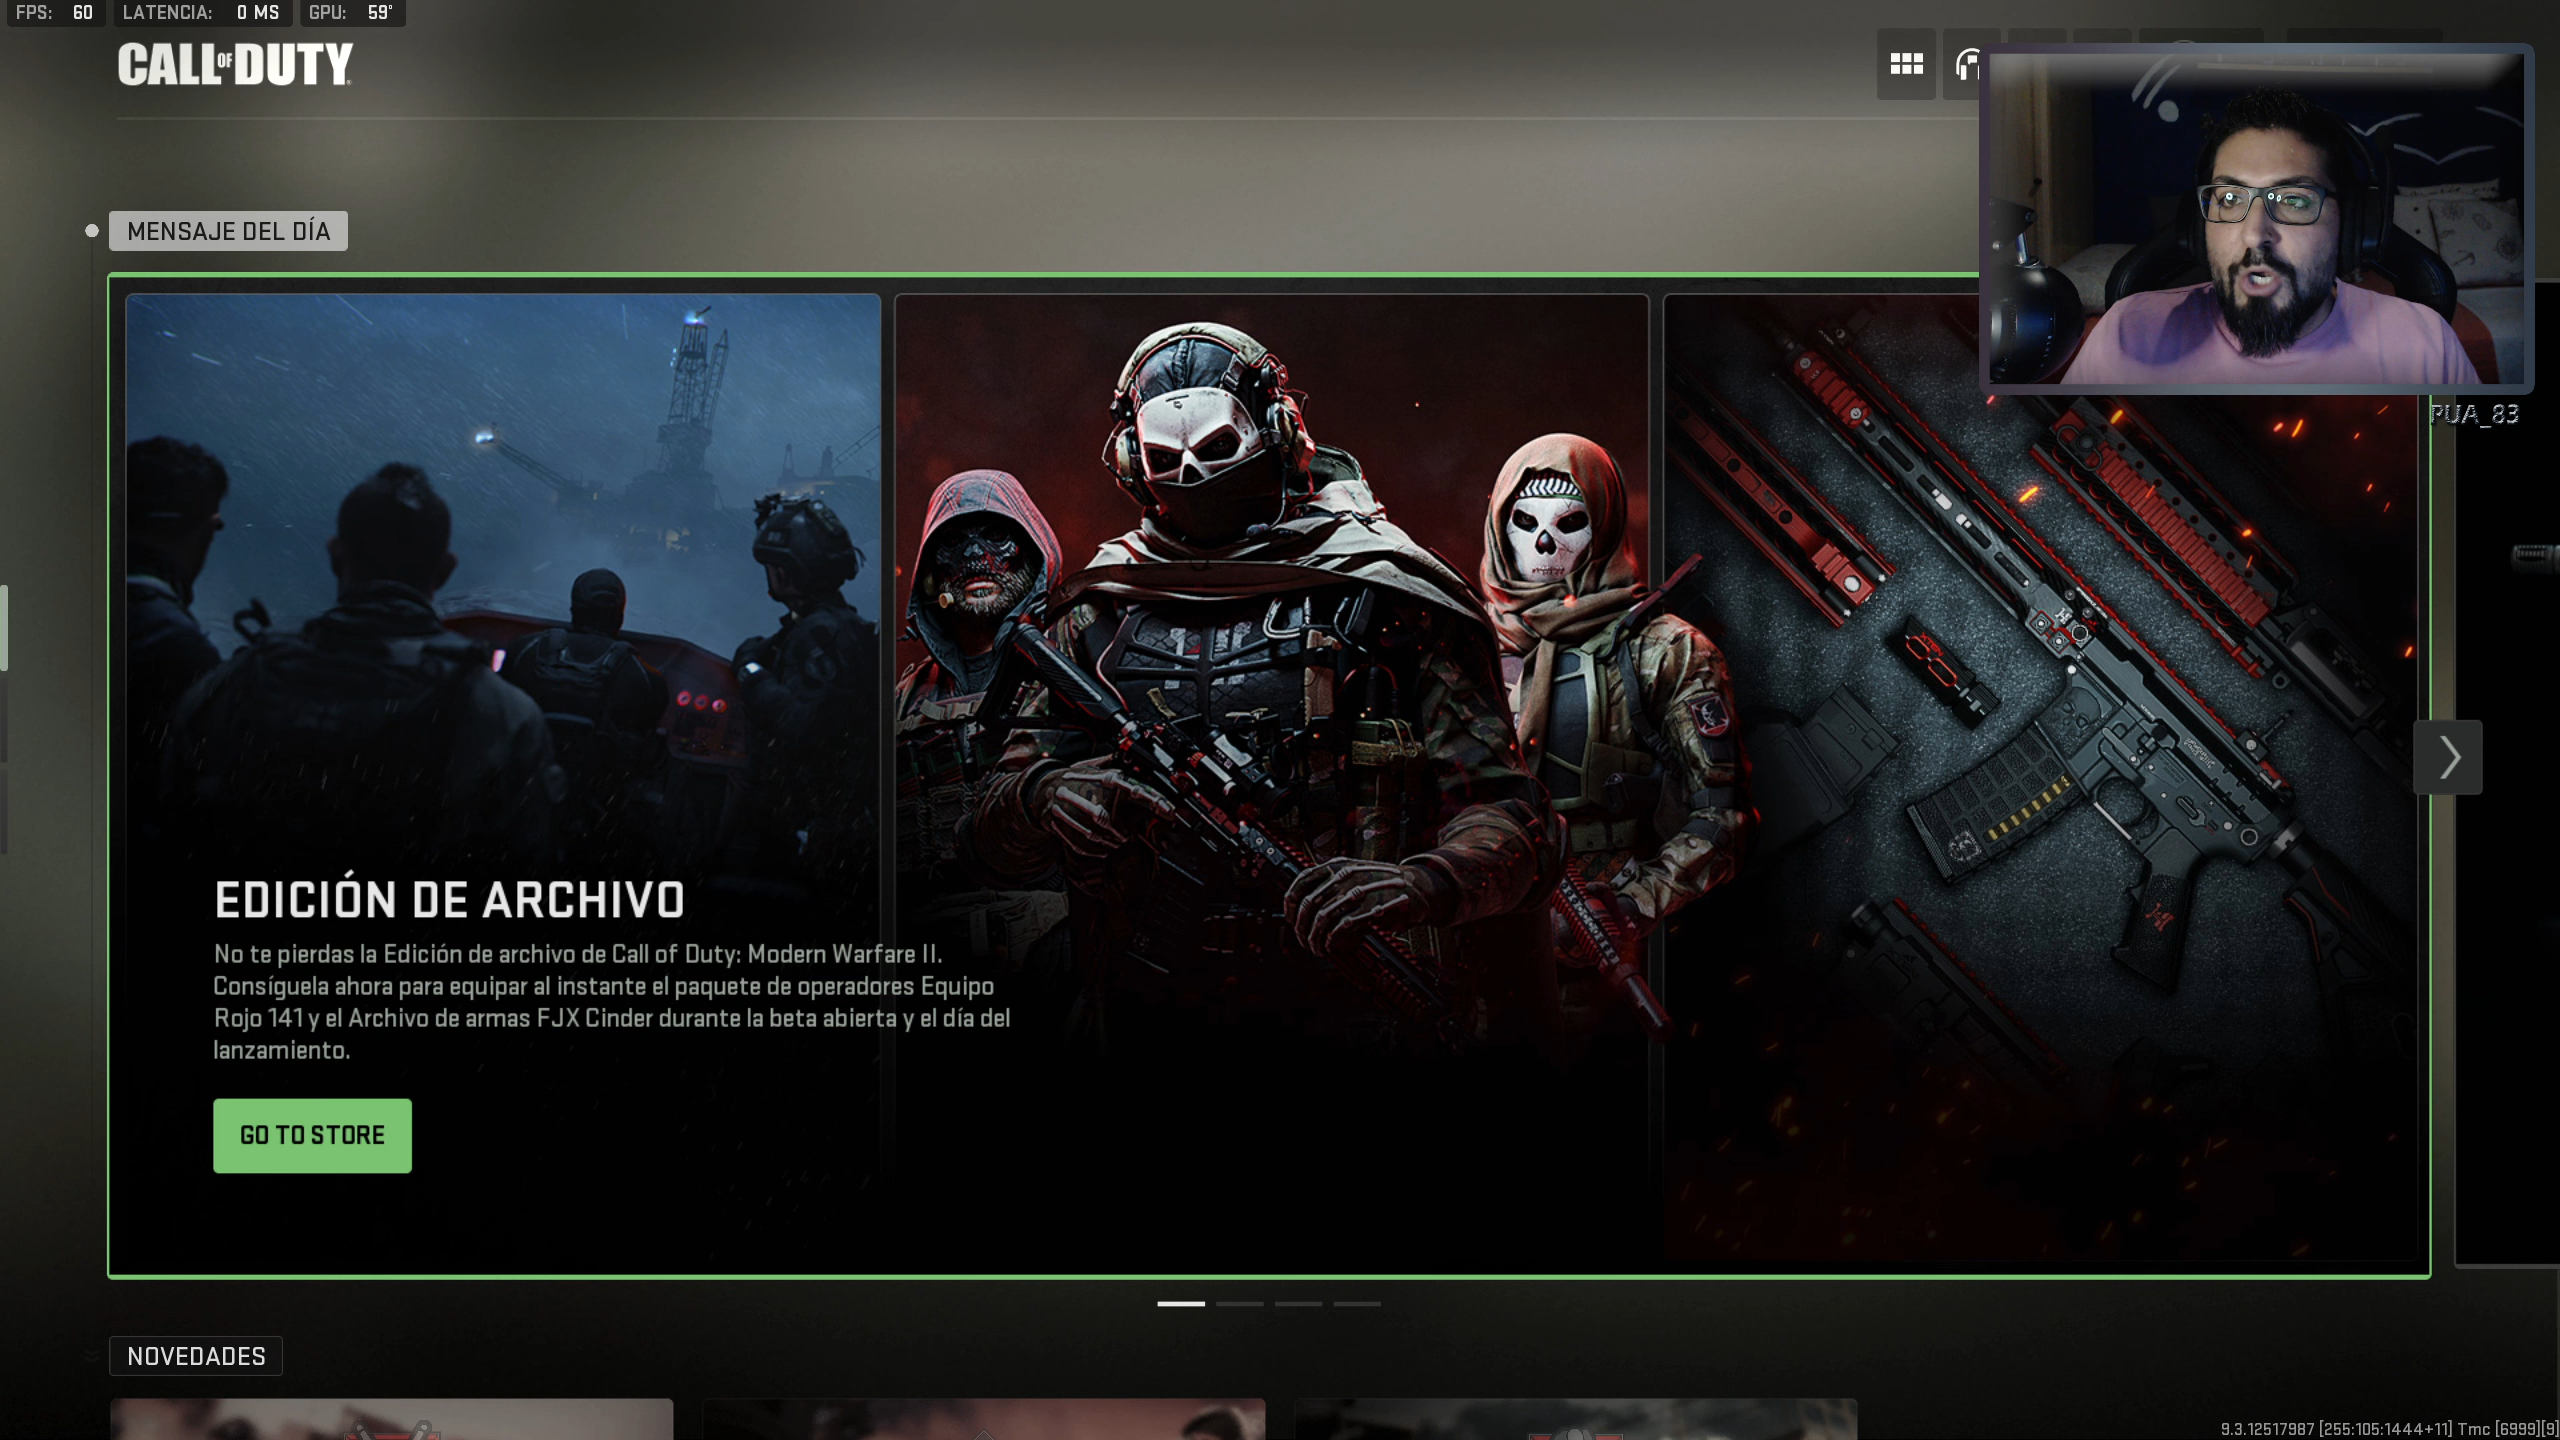 FPS: 60 LATENCIA: 0 MS GPU: 59°
CALL OF DUTY
MENSAJE DEL DÍA
PUA_83
EDICIÓN DE ARCHIVO
No te pierdas la Edición de archivo de Call of Duty: Modern Warfare II.
Consíguela ahora para equipar al instante el paquete de operadores Equipo
Rojo 141 y el Archivo de armas FJX Cinder durante la beta abierta y el día del
lanzamiento.
GO TO STORE
NOVEDADES
9.3.12517987 [255:105:1444+11] Tmc [6999][9]